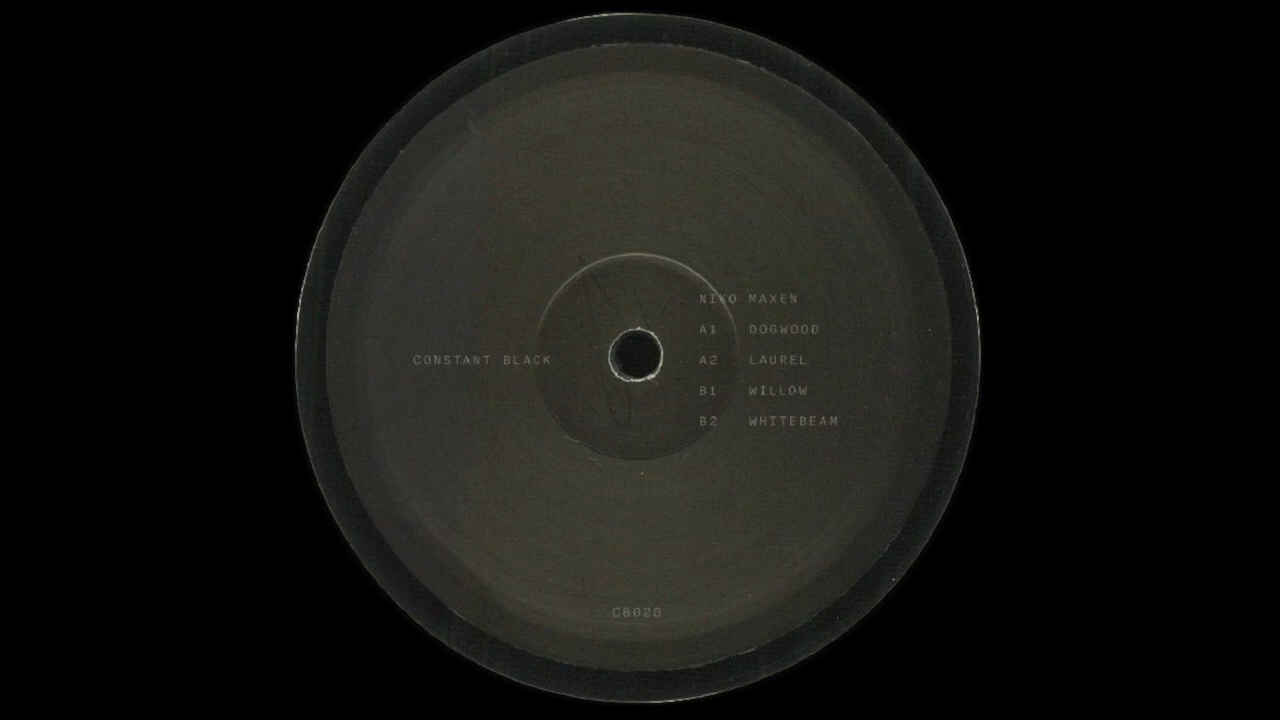 NIKO MAXEN
A1 DOGWOOD
CONSTANT BLACK
A2 LAUREL
B1 WILLOW
B2 WHITEBEAM
CB020